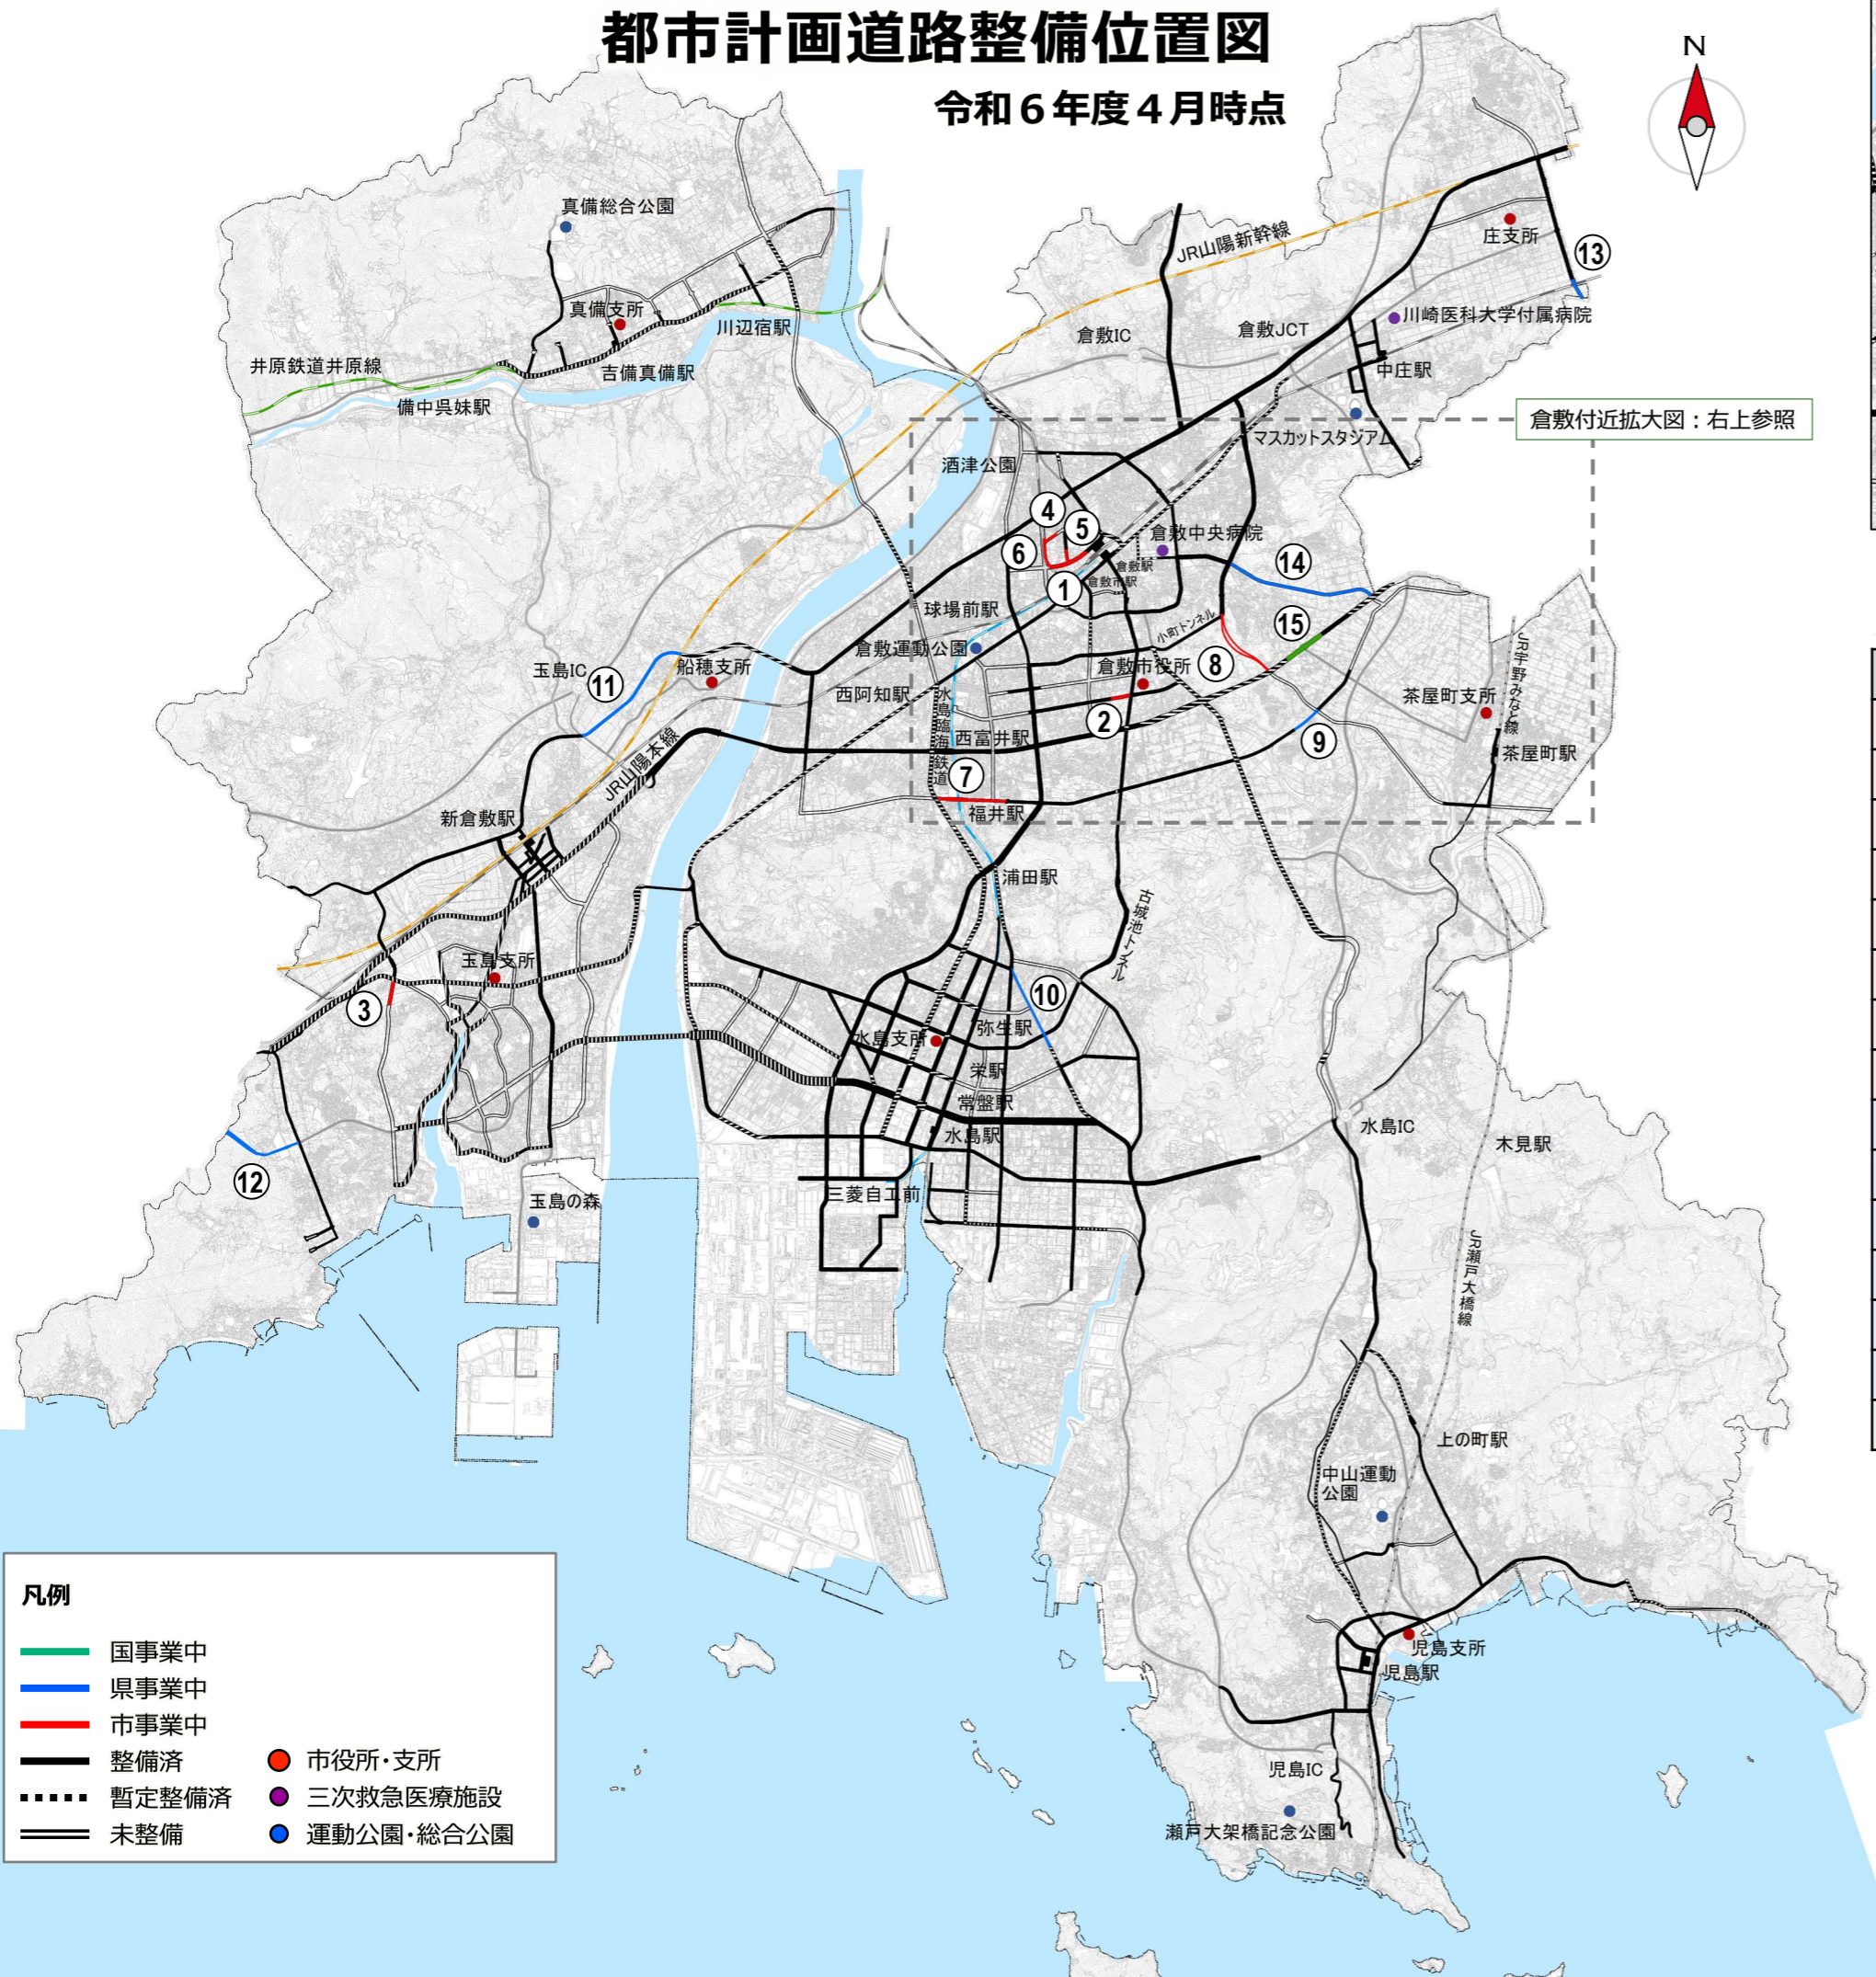 都市計画道路整備位置図
令和６年度４月時点
N
真備総合公園
JR山陽新幹線
庄支所
⑬
真備支所
川辺宿駅
倉敷IC
倉敷JCT
川崎医科大学付属病院
井原鉄道井原線
吉備真備駅
中庄駅
備中呉妹駅
倉敷付近拡大図：右上参照
マスカットスタジアム
酒津公園
④
⑤
倉敷中央病院
⑥
⑭
倉敷駅
倉敷市駅
①
球場前駅
小町トンネル
⑮
倉敷運動公園
JR宇野みなと線
玉島IC
⑪
船穂支所
倉敷市役所
⑧
西阿知駅
水島臨海鉄道
茶屋町支所
②
西富井駅
⑨
茶屋町駅
JR山陽本線
⑦
新倉敷駅
福井駅
浦田駅
古城池トンネル
玉島支所
③
⑩
水島支所
弥生駅
栄駅
常盤駅
水島駅
水島IC
木見駅
⑫
玉島の森
三菱自工前
JR瀬戸大橋線
上の町駅
中山運動
公園
児島支所
児島駅
児島IC
瀬戸大架橋記念公園
凡例
国事業中
県事業中
市事業中
整備済
市役所・支所
暫定整備済
三次救急医療施設
未整備
運動公園・総合公園